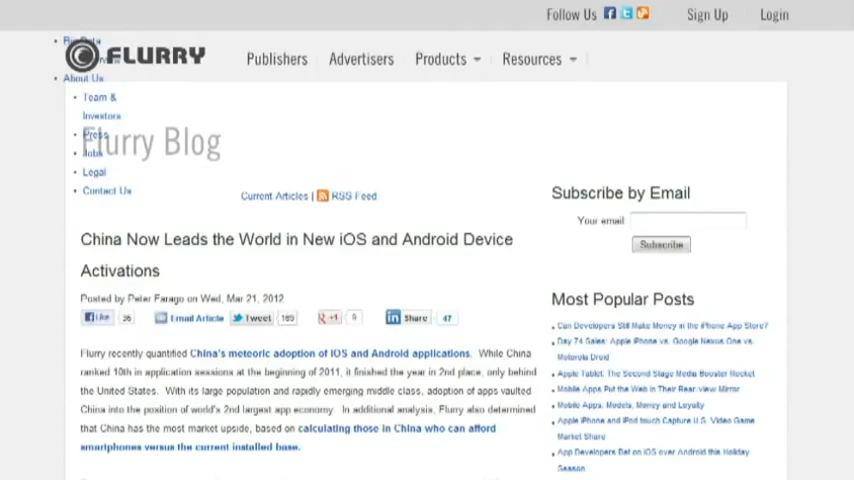 Follow Us
Sign Up
Login
FLURRY
Publishers
Advertisers
Products
Resources
About Us
Team &
Investors
Press
Jobs
Legal
Contact Us
Flurry Blog
Current Articles | RSS Feed
China Now Leads the World in New iOS and Android Device
Activations
Posted by Peter Farago on Wed, Mar 21, 2012
Like
Email Article
Tweet
+1
9
Share
47
Flurry recently quantified China's meteoric adoption of iOS and Android applications. While China
ranked 10th in application sessions at the beginning of 2011, it finished the year in 2nd place, only behind
the United States. With its large population and rapidly emerging middle class, adoption of apps vaulted
China into the position of world's 2nd largest app economy. In additional analysis, Flurry also determined
that China has the most market upside, based on calculating those in China who can afford
smartphones versus the current installed base.
Subscribe by Email
Your email
Subscribe
Most Popular Posts
Can Developers Still Make Money in the iPhone App Store?
Day 74 Sales: Apple iPhone vs. Google Nexus One vs.
Motorola Droid
Apple Tablet: The Second Stage Media Booster Rocket
Mobile Apps Put the Web in Their Rear-view Mirror
Mobile Apps: Models, Money and Loyalty
Apple iPhone and iPod touch Capture U.S. Video Game
Market Share
App Developers Bet on iOS over Android this Holiday
Season